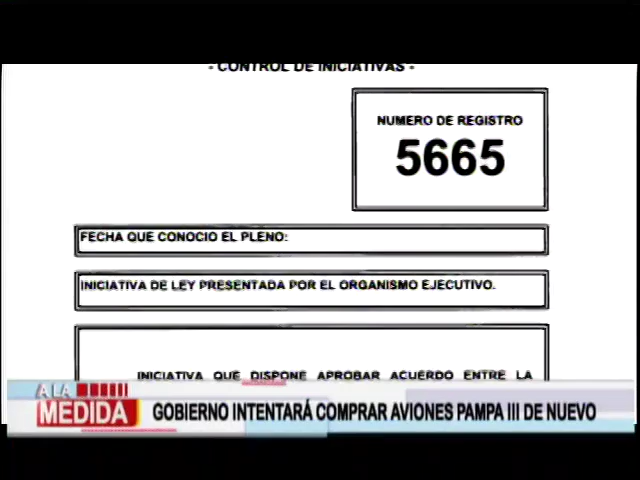 - CONTROL DE INICIATIVAS -
NUMERO DE REGISTRO
5665
FECHA QUE CONOCIO EL PLENO:
INICIATIVA DE LEY PRESENTADA POR EL ORGANISMO EJECUTIVO.
INICIATIVA QUE DISPONE APROBAR ACUERDO ENTRE LA
A LA
MEDIDA
GOBIERNO INTENTARÁ COMPRAR AVIONES PAMPA III DE NUEVO